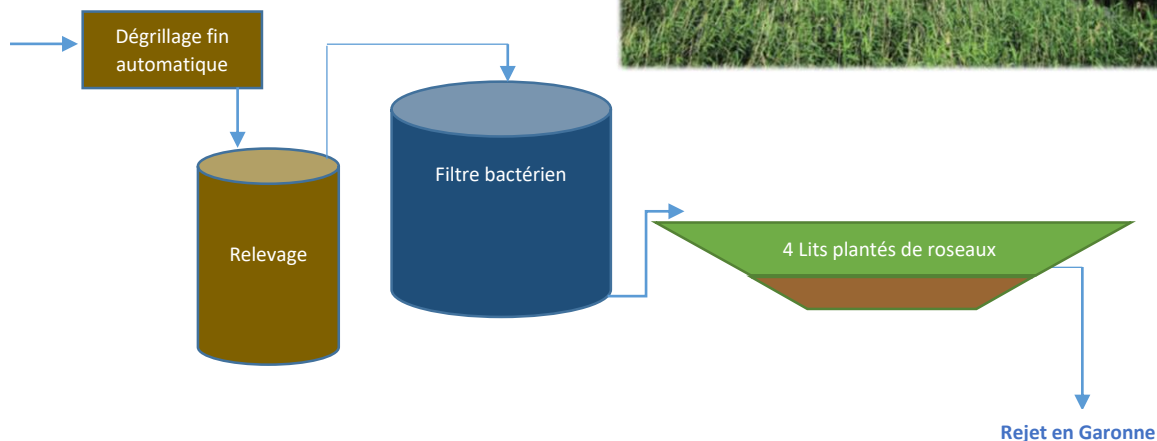 Dégrillage fin
automatique
Relevage
Filtre bactérien
4 Lits plantés de roseaux
Rejet en Garonne